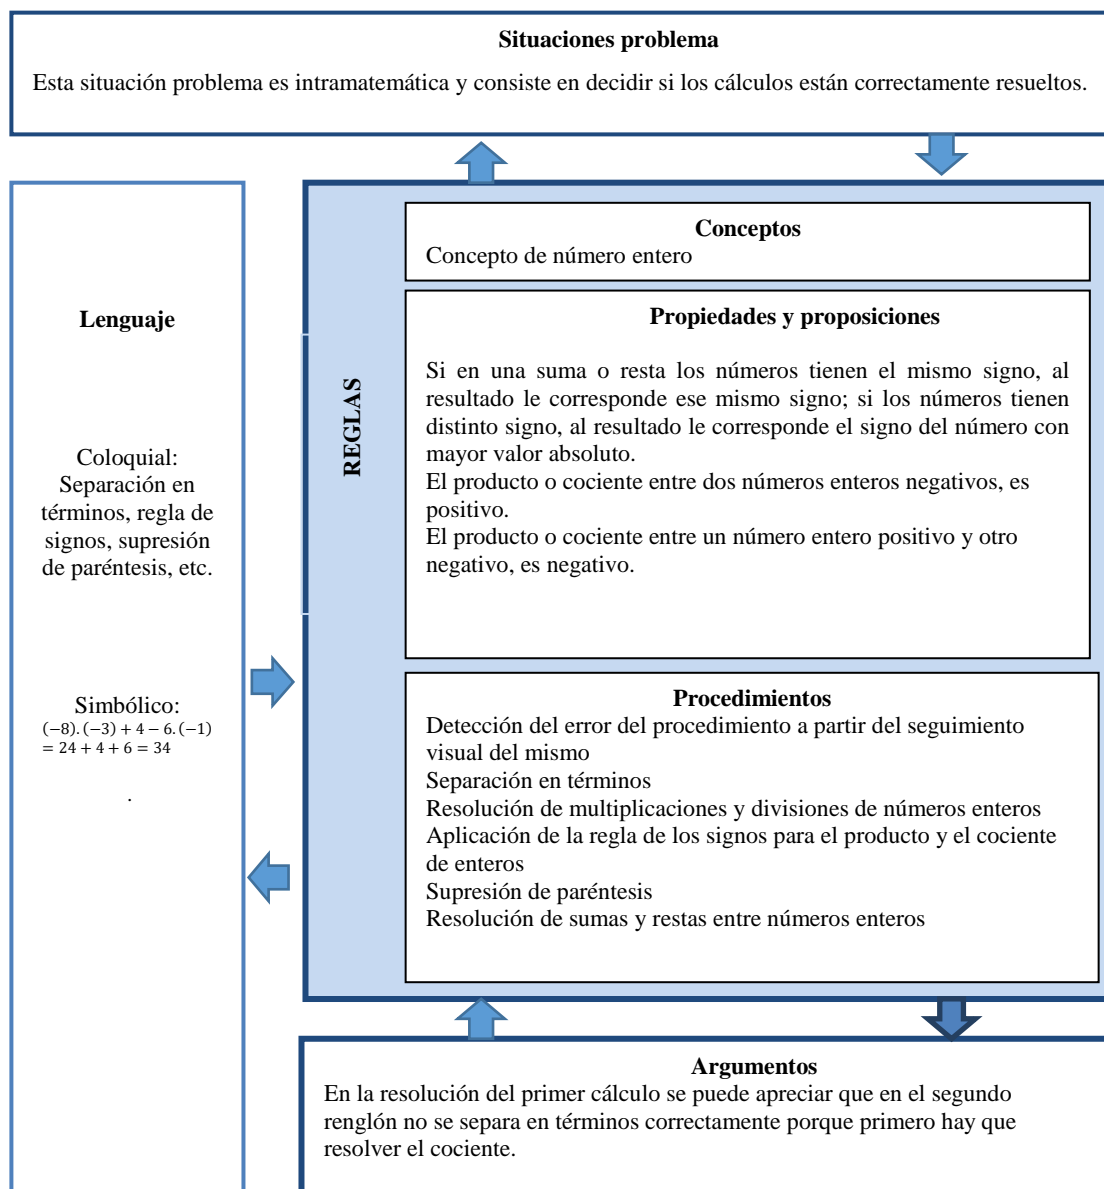 Situaciones problema
Esta situación problema es intramatemática y consiste en decidir si los cálculos están correctamente resueltos.
Lenguaje
Coloquial:
Separación en
términos, regla de
signos, supresión
de paréntesis, etc.
Simbólico:
(−8).(−3) + 4 − 6.(−1)
= 24 + 4 + 6 = 34
.
REGLAS
Conceptos
Concepto de número entero
Propiedades y proposiciones
Si en una suma o resta los números tienen el mismo signo, al
resultado le corresponde ese mismo signo; si los números tienen
distinto signo, al resultado le corresponde el signo del número con
mayor valor absoluto.
El producto o cociente entre dos números enteros negativos, es
positivo.
El producto o cociente entre un número entero positivo y otro
negativo, es negativo.
Procedimientos
Detección del error del procedimiento a partir del seguimiento
visual del mismo
Separación en términos
Resolución de multiplicaciones y divisiones de números enteros
Aplicación de la regla de los signos para el producto y el cociente
de enteros
Supresión de paréntesis
Resolución de sumas y restas entre números enteros
Argumentos
En la resolución del primer cálculo se puede apreciar que en el segundo
renglón no se separa en términos correctamente porque primero hay que
resolver el cociente.